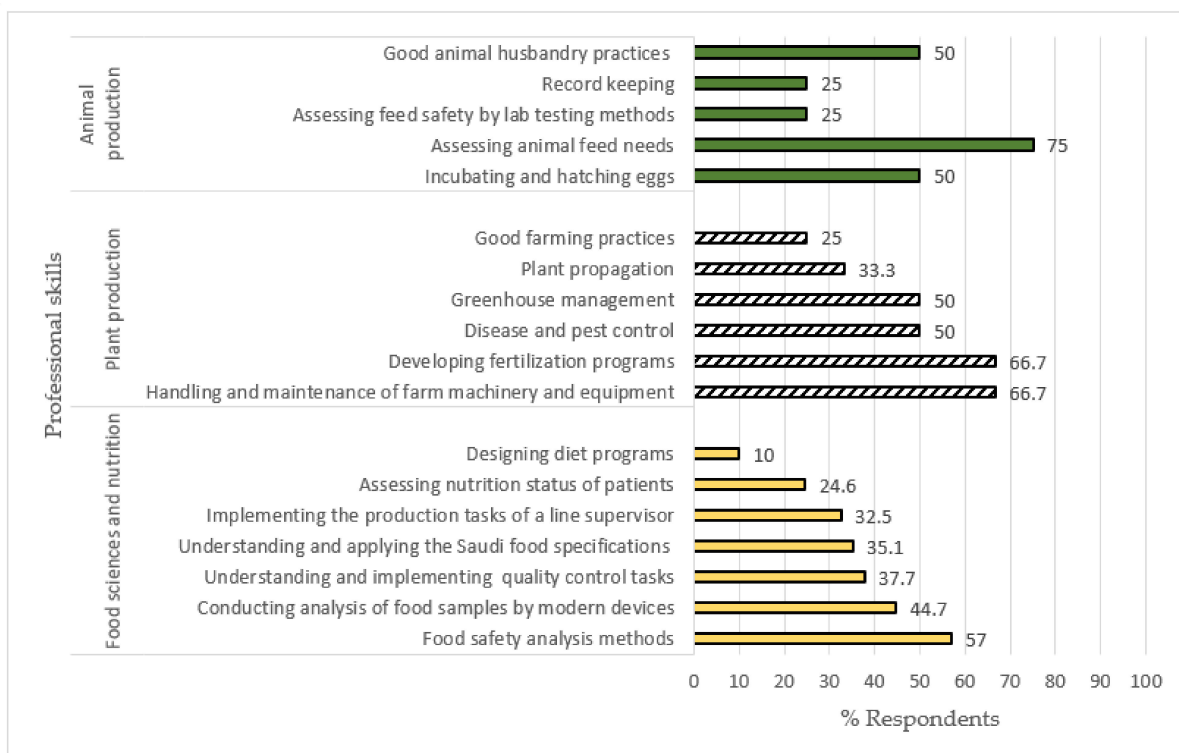 Professional skills
Animal
production
Good animal husbandry practices 50
Record keeping 25
Assessing feed safety by lab testing methods 25
Assessing animal feed needs 75
Incubating and hatching eggs 50
Plant production
Good farming practices 25
Plant propagation 33.3
Greenhouse management 50
Disease and pest control 50
Developing fertilization programs 66.7
Handling and maintenance of farm machinery and equipment 66.7
Food sciences and nutrition
Designing diet programs 10
Assessing nutrition status of patients 24.6
Implementing the production tasks of a line supervisor 32.5
Understanding and applying the Saudi food specifications 35.1
Understanding and implementing quality control tasks 37.7
Conducting analysis of food samples by modern devices 44.7
Food safety analysis methods 57
0 10 20 30 40 50 60 70 80 90 100
% Respondents